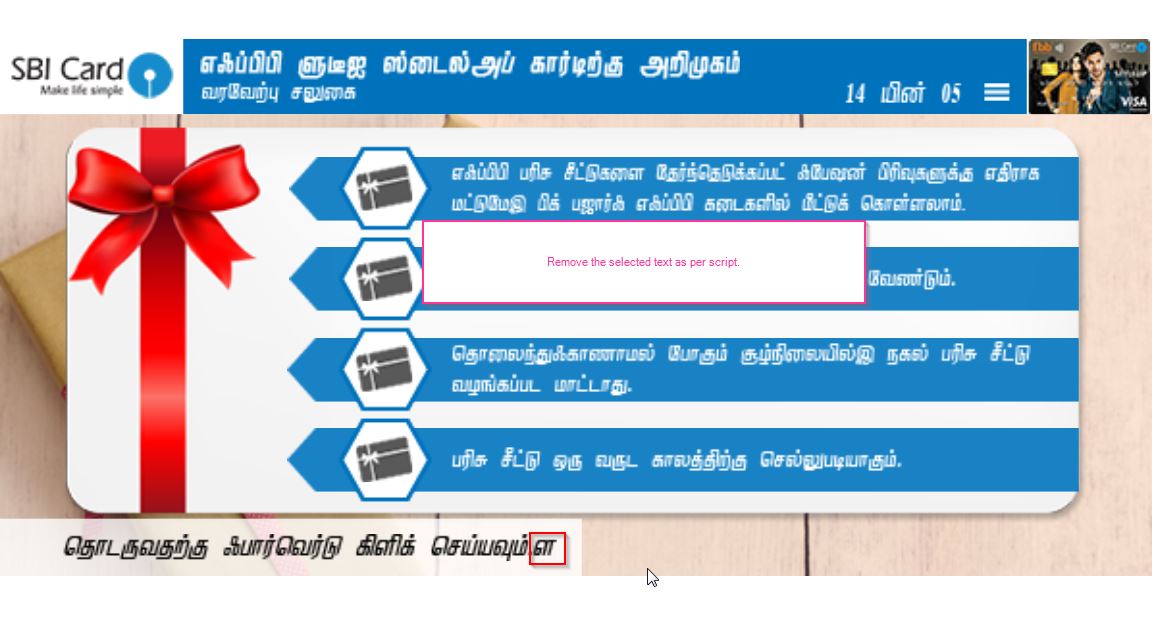 SBI Card
Make life simple
எஃப்பிபி ளுடீஐ ஸ்டைல்அப் கார்டிற்கு அறிமுகம்
வரவேற்பு சலுகை
14 யின் 05
fbb
SBI Card
STYLEUP
VISA
எஃப்பிபி பரிசு சீட்டுகளை தேர்ந்தெடுக்கப்பட்ட ஃபேஷன் பிரிவுகளுக்கு எதிராக
மட்டுமேஇ பிக் பஜார்ஃ எஃப்பிபி கடைகளில் மீட்டுக் கொள்ளலாம்.
Remove the selected text as per script.
வேண்டும்.
தொலைந்துஃகாணாமல் போகும் சூழ்நிலையில்இ நகல் பரிசு சீட்டு
வழங்கப்பட மாட்டாது.
பரிசு சீட்டு ஒரு வருட காலத்திற்கு செல்லுபடியாகும்.
தொடருவதற்கு ஃபார்வெர்டு கிளிக் செய்யவும்ள